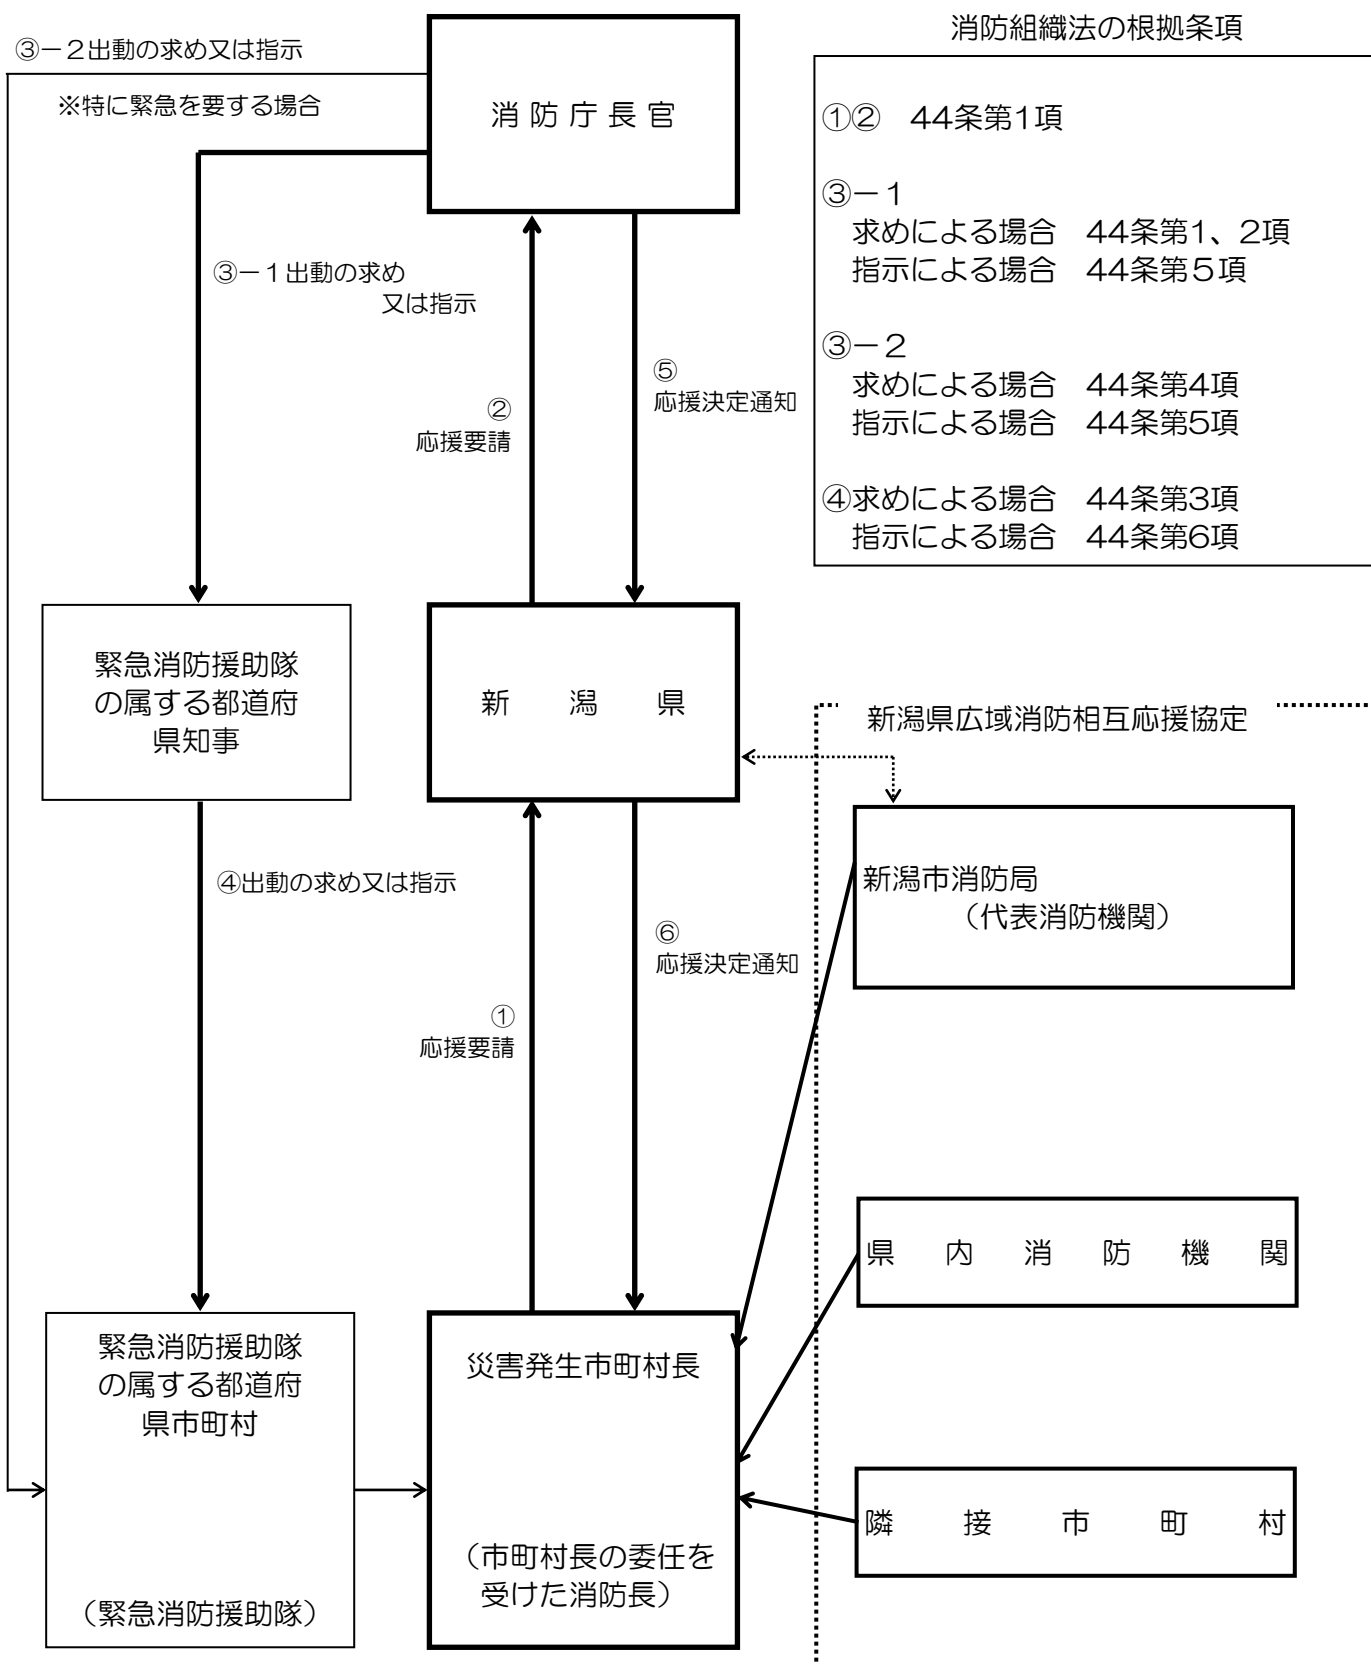 ③－２出動の求め又は指示
※特に緊急を要する場合
消防庁長官
消防組織法の根拠条項
①②　44条第1項
③－１
求めによる場合　44条第1、2項
指示による場合　44条第５項
③－２
求めによる場合　44条第4項
指示による場合　44条第5項
④求めによる場合　44条第3項
指示による場合　44条第6項
③－１出動の求め
又は指示
②
応援要請
⑤
応援決定通知
緊急消防援助隊
の属する都道府
県知事
新　潟　県
新潟県広域消防相互応援協定
新潟市消防局
（代表消防機関）
④出動の求め又は指示
①
応援要請
⑥
応援決定通知
県　内　消　防　機　関
隣　接　市　町　村
緊急消防援助隊
の属する都道府
県市町村
（緊急消防援助隊）
災害発生市町村長
（市町村長の委任を
受けた消防長）